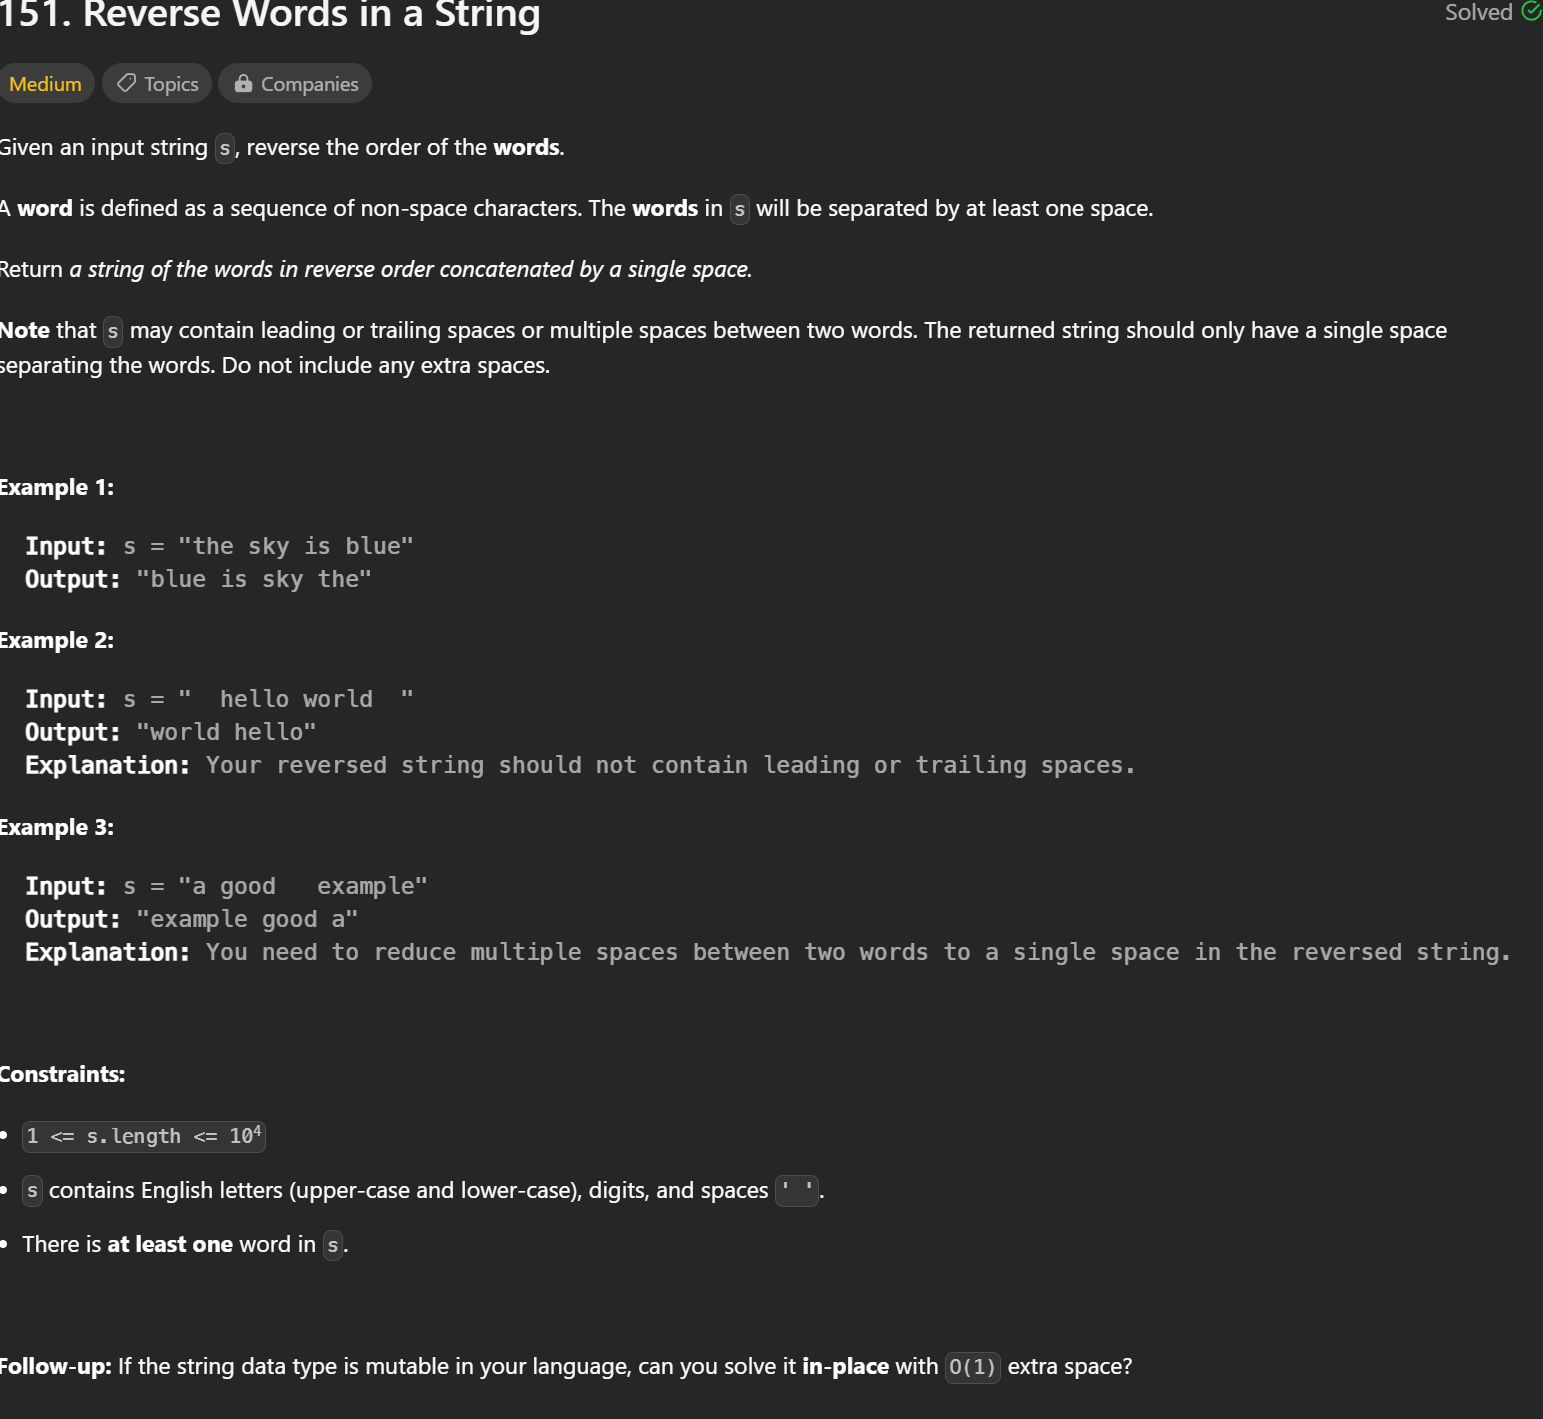 151. Reverse Words in a String
Solved
Medium
Topics
Companies
Given an input string s, reverse the order of the words.
A word is defined as a sequence of non-space characters. The words in s will be separated by at least one space.
Return a string of the words in reverse order concatenated by a single space.
Note that s may contain leading or trailing spaces or multiple spaces between two words. The returned string should only have a single space
separating the words. Do not include any extra spaces.
Example 1:
Input: s = "the sky is blue"
Output: "blue is sky the"
Example 2:
Input: s = "  hello world  "
Output: "world hello"
Explanation: Your reversed string should not contain leading or trailing spaces.
Example 3:
Input: s = "a good   example"
Output: "example good a"
Explanation: You need to reduce multiple spaces between two words to a single space in the reversed string.
Constraints:
• 1 <= s.length <= 10⁴
• s contains English letters (upper-case and lower-case), digits, and spaces ' '.
• There is at least one word in s.
Follow-up: If the string data type is mutable in your language, can you solve it in-place with O(1) extra space?